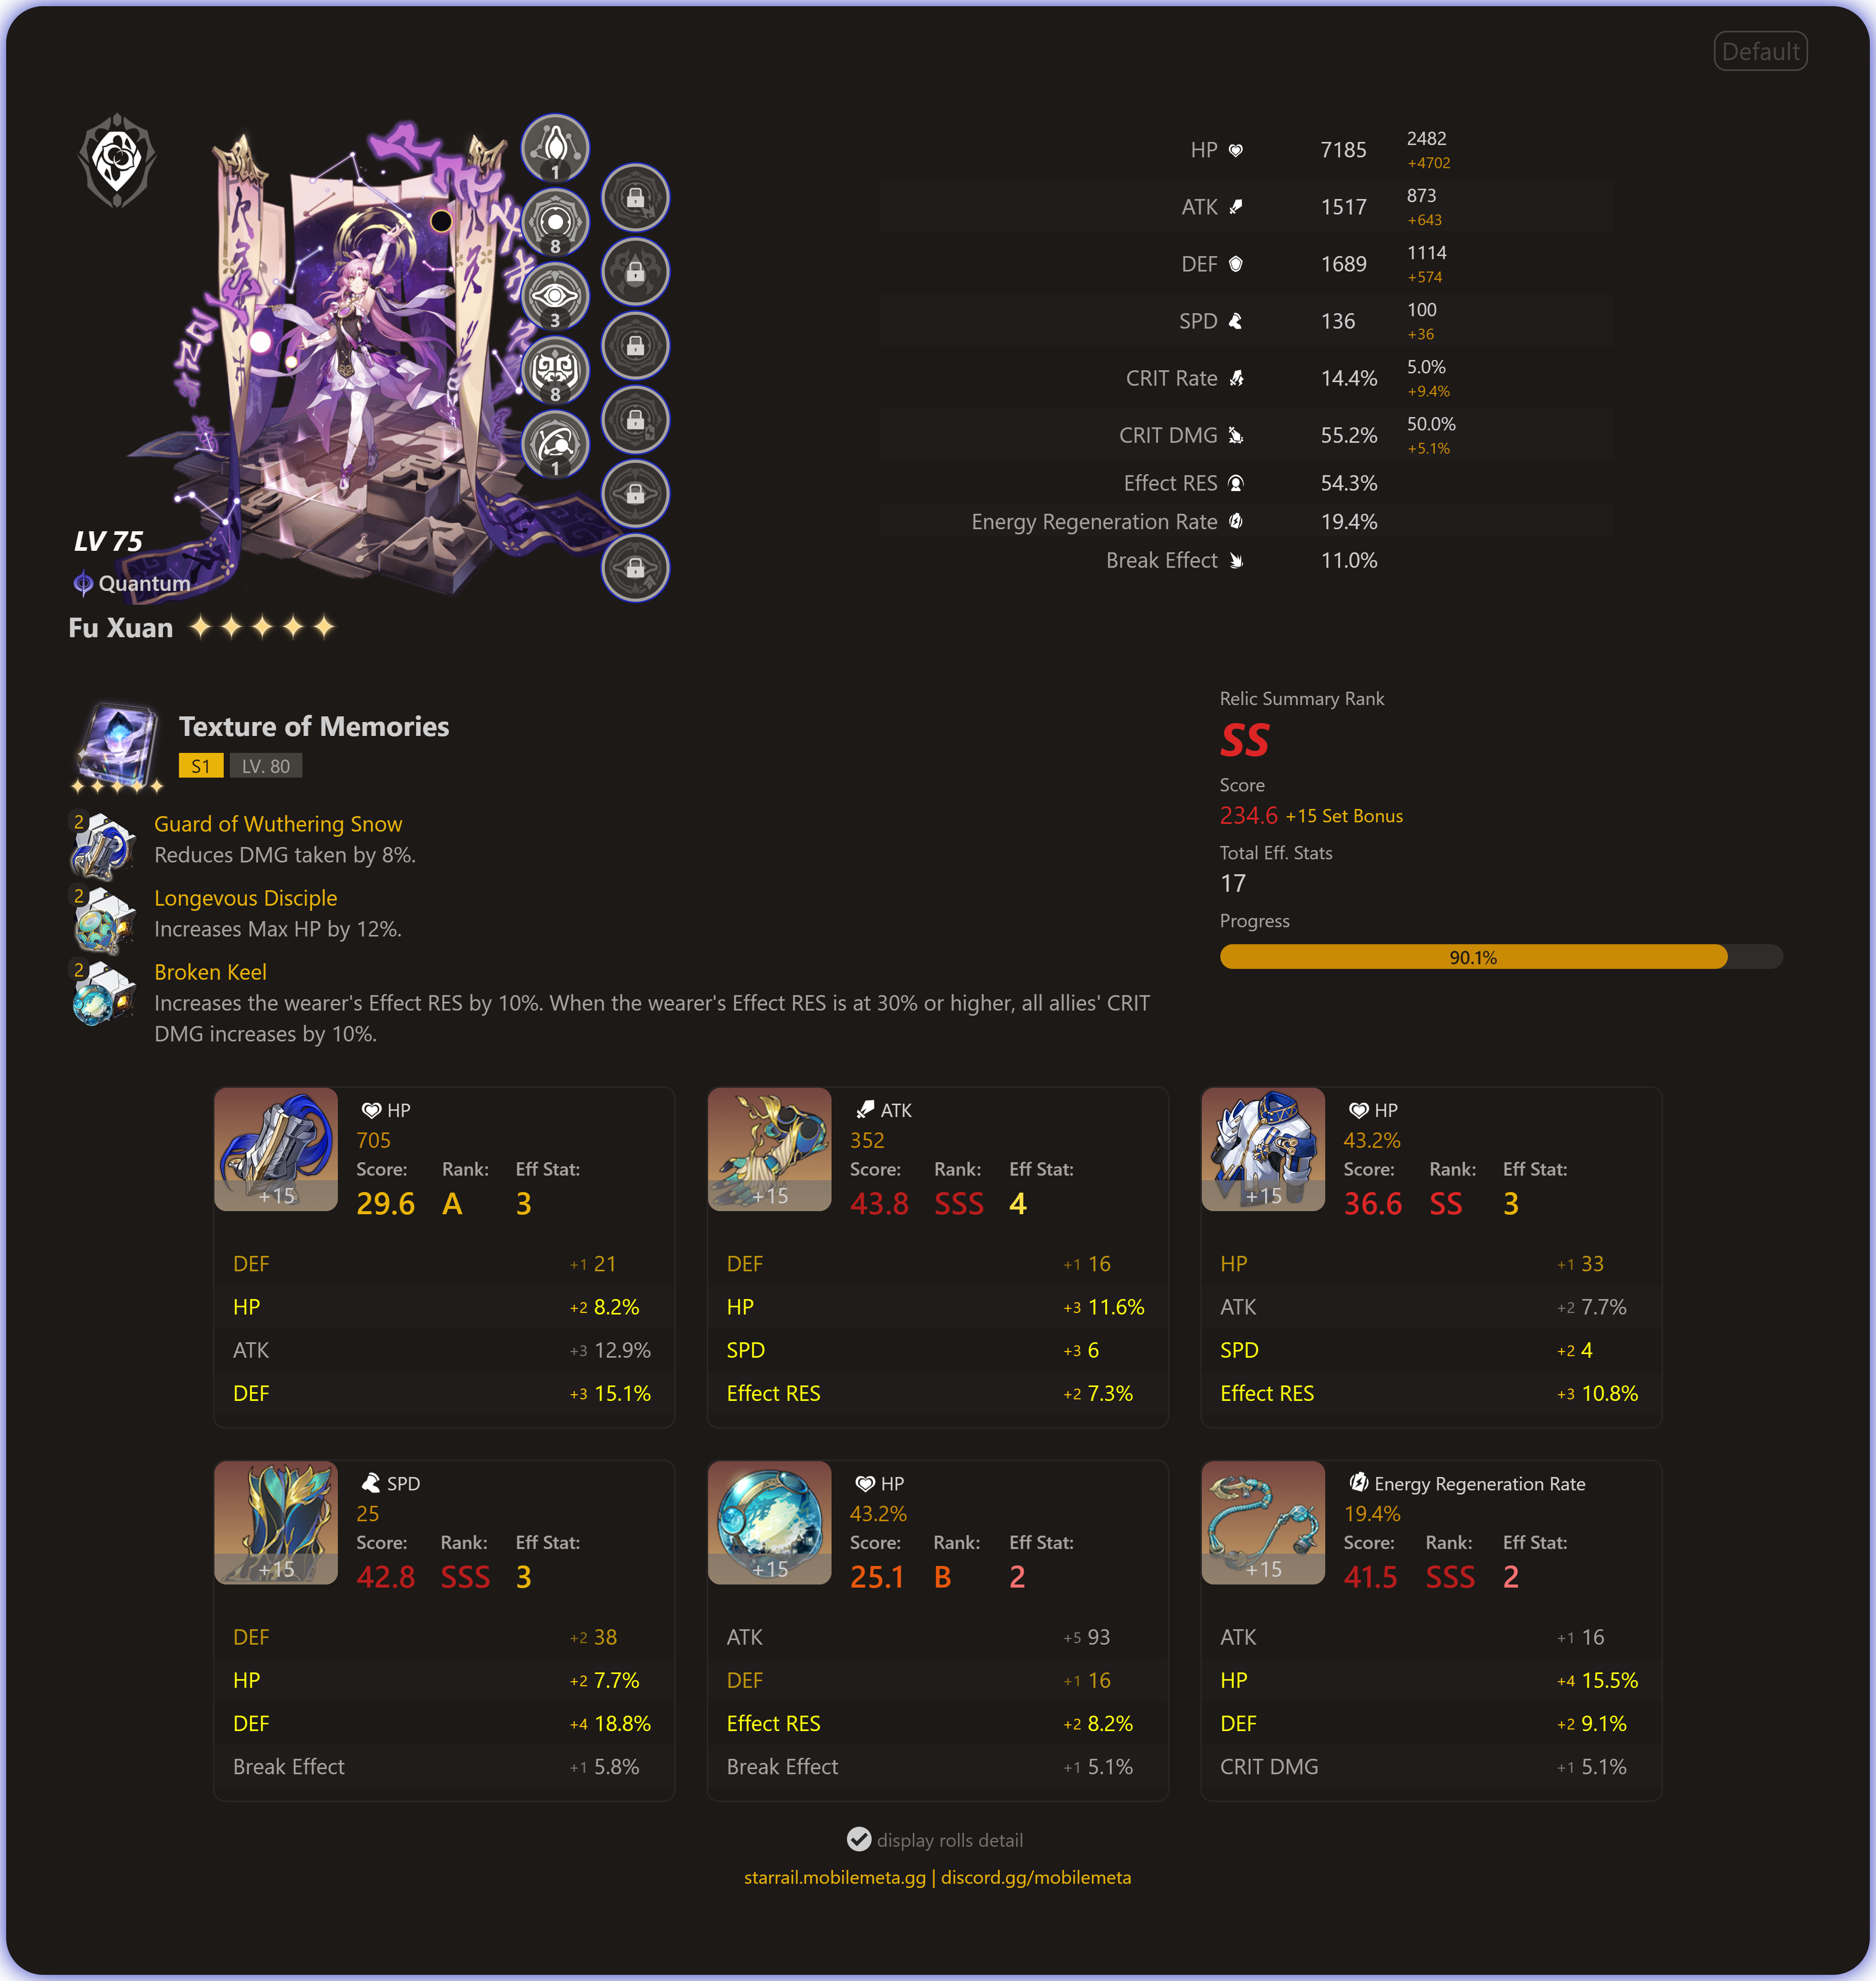 Default
1
8
3
8
1
LV 75
Quantum
Fu Xuan
HP 7185 2482 +4702
ATK 1517 873 +643
DEF 1689 1114 +574
SPD 136 100 +36
CRIT Rate 14.4% 5.0% +9.4%
CRIT DMG 55.2% 50.0% +5.1%
Effect RES 54.3%
Energy Regeneration Rate 19.4%
Break Effect 11.0%
Texture of Memories
S1 LV. 80
2 Guard of Wuthering Snow
Reduces DMG taken by 8%.
2 Longevous Disciple
Increases Max HP by 12%.
2 Broken Keel
Increases the wearer's Effect RES by 10%. When the wearer's Effect RES is at 30% or higher, all allies' CRIT
DMG increases by 10%.
Relic Summary Rank
SS
Score
234.6 +15 Set Bonus
Total Eff. Stats
17
Progress
90.1%
HP
705
Score: Rank: Eff Stat:
+15 29.6 A 3
DEF +1 21
HP +2 8.2%
ATK +3 12.9%
DEF +3 15.1%
ATK
352
Score: Rank: Eff Stat:
+15 43.8 SSS 4
DEF +1 16
HP +3 11.6%
SPD +3 6
Effect RES +2 7.3%
HP
43.2%
Score: Rank: Eff Stat:
+15 36.6 SS 3
HP +1 33
ATK +2 7.7%
SPD +2 4
Effect RES +3 10.8%
SPD
25
Score: Rank: Eff Stat:
+15 42.8 SSS 3
DEF +2 38
HP +2 7.7%
DEF +4 18.8%
Break Effect +1 5.8%
HP
43.2%
Score: Rank: Eff Stat:
+15 25.1 B 2
ATK +5 93
DEF +1 16
Effect RES +2 8.2%
Break Effect +1 5.1%
Energy Regeneration Rate
19.4%
Score: Rank: Eff Stat:
+15 41.5 SSS 2
ATK +1 16
HP +4 15.5%
DEF +2 9.1%
CRIT DMG +1 5.1%
display rolls detail
starrail.mobilemeta.gg | discord.gg/mobilemeta